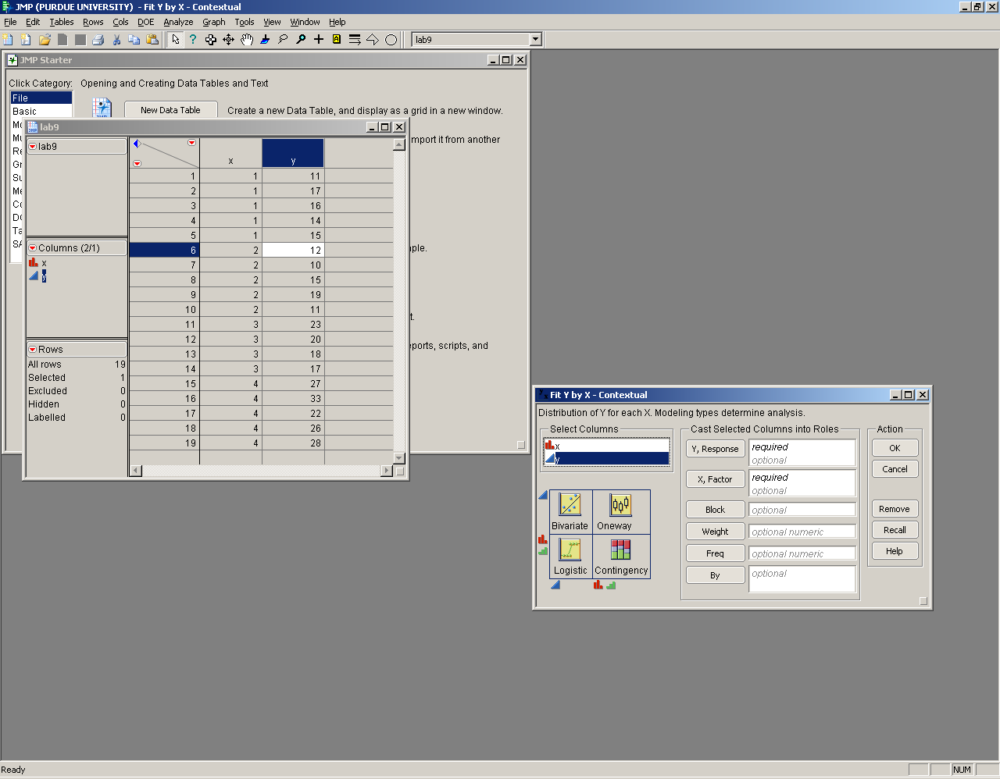 JMP (PURDUE UNIVERSITY) - Fit Y by X - Contextual
File Edit Tables Rows Cols DOE Analyze Graph Tools View Window Help
lab9
JMP Starter
Click Category: Opening and Creating Data Tables and Text
File
Basic
New Data Table Create a new Data Table, and display as a grid in a new window.
Mo
Mu
Re
Gr
Su
Me
Co
DO
Ta
SA
mport it from another
ple.
t.
ports, scripts, and
lab9
lab9
Columns (2/1)
x
y
Rows
All rows 19
Selected 1
Excluded 0
Hidden 0
Labelled 0
x y
1 1 11
2 1 17
3 1 16
4 1 14
5 1 15
6 2 12
7 2 10
8 2 15
9 2 19
10 2 11
11 3 23
12 3 20
13 3 18
14 3 17
15 4 27
16 4 33
17 4 22
18 4 26
19 4 28
Fit Y by X - Contextual
Distribution of Y for each X. Modeling types determine analysis.
Select Columns
x
y
Bivariate Oneway
Logistic Contingency
Cast Selected Columns into Roles
Y, Response required
optional
X, Factor required
optional
Block optional
Weight optional numeric
Freq optional numeric
By optional
Action
OK
Cancel
Remove
Recall
Help
Ready NUM